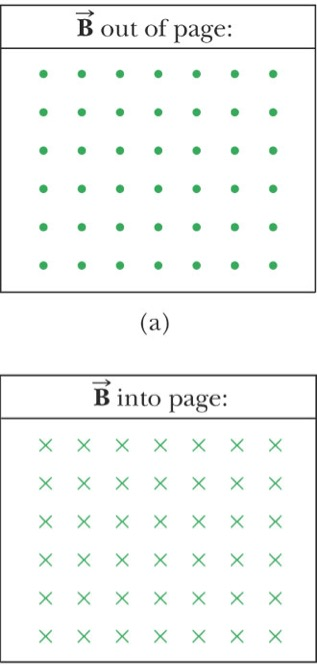 B⃗ out of page:
(a)
B⃗ into page: